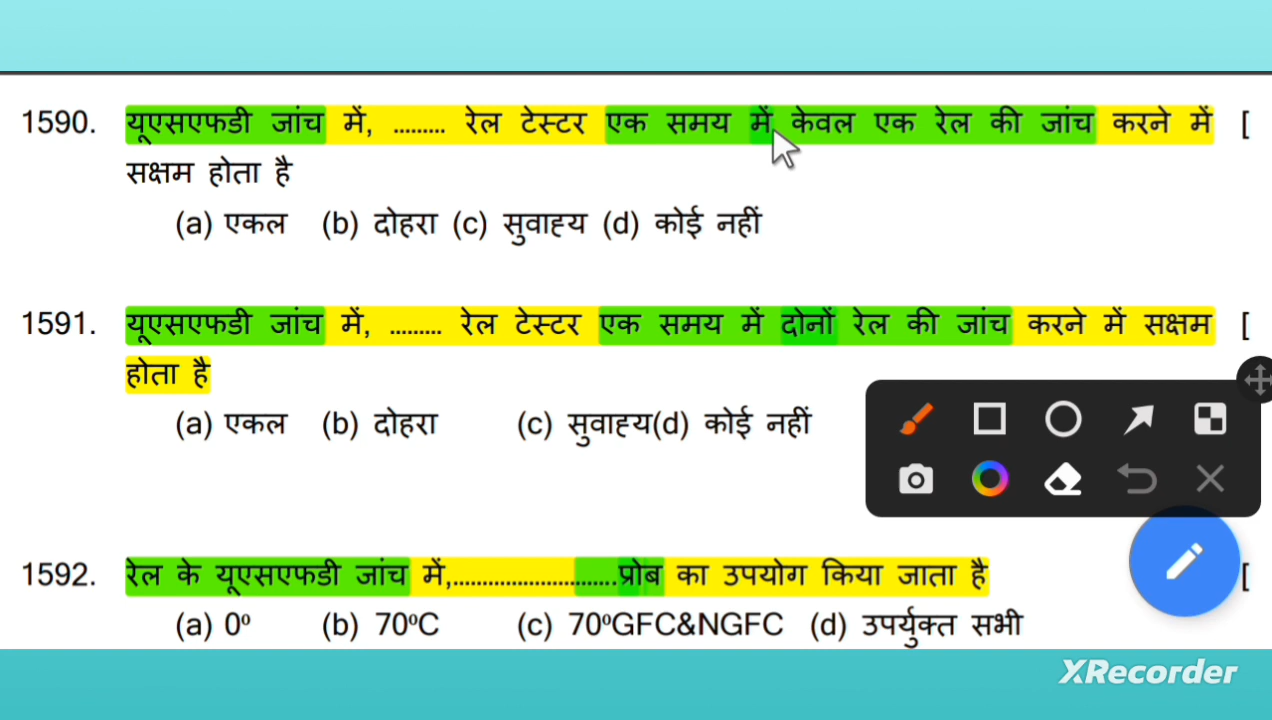 1590. यूएसएफडी जांच में, ......... रेल टेस्टर एक समय में केवल एक रेल की जांच करने में [
सक्षम होता है
(a) एकल (b) दोहरा (c) सुवाह्य (d) कोई नहीं
1591. यूएसएफडी जांच में, ......... रेल टेस्टर एक समय में दोनों रेल की जांच करने में सक्षम [
होता है
(a) एकल (b) दोहरा (c) सुवाह्य(d) कोई नहीं
1592. रेल के यूएसएफडी जांच में,.............................प्रोब का उपयोग किया जाता है [
(a) 0º (b) 70ºC (c) 70ºGFC&NGFC (d) उपर्युक्त सभी
XRecorder